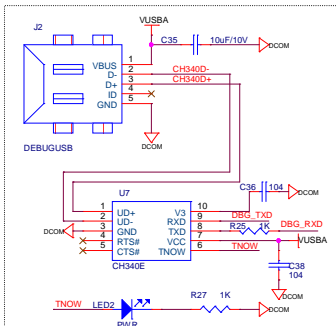 VUSBA
J2
C35
10uF/10V
DCOM
VBUS
1
D-
2
CH340D-
D+
3
CH340D+
ID
4
GND
5
DCOM
DEBUGUSB
C36
104
U7
DCOM
1
UD+
V3
10
2
UD-
RXD
9
DBG_TXD
DCOM
3
GND
TXD
8
R25
1K
DBG_RXD
4
RTS#
VCC
7
VUSBA
5
CTS#
TNOW
6
TNOW
CH340E
C38
104
DCOM
TNOW
LED2
R27
1K
DCOM
PWR